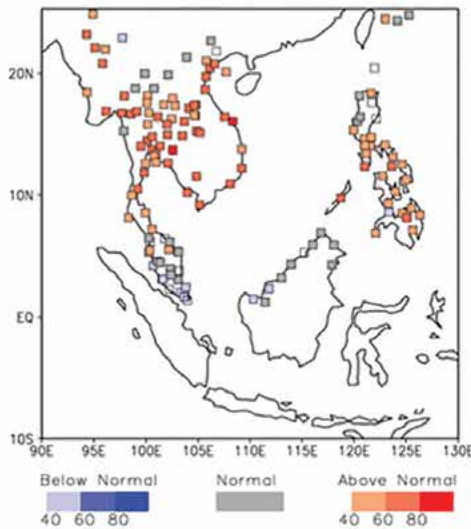 20N
10N
EQ
10S
90E 95E 100E 105E 110E 115E 120E 125E 130E
Below Normal Normal Above Normal
40 60 80 40 60 80